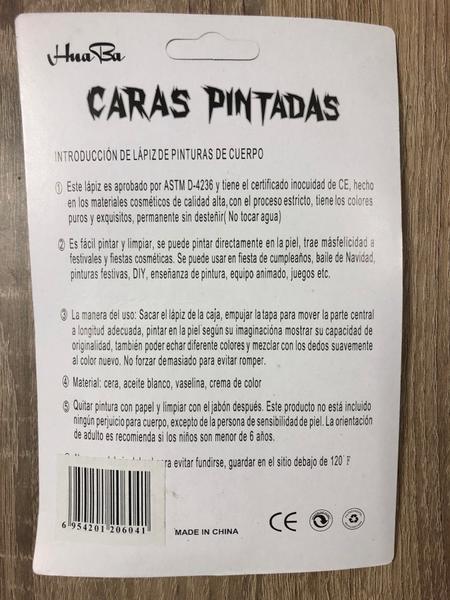 HuaBa
CARAS PINTADAS
INTRODUCCIÓN DE LÁPIZ DE PINTURAS DE CUERPO
① Este lápiz es aprobado por ASTM D-4236 y tiene el certificado inocuidad de CE, hecho
en los materiales cosméticos de calidad alta,con el proceso estricto, tiene los colores
puros y exquisitos, permanente sin desteñir( No tocar agua)
② Es fácil pintar y limpiar, se puede pintar directamente en la piel, trae másfelicidad a
festivales y fiestas cosméticas. Se puede usar en fiesta de cumpleaños, baile de Navidad,
pinturas festivas, DIY, enseñanza de pintura, equipo animado, juegos etc.
③ La manera del uso: Sacar el lápiz de la caja, empujar la tapa para mover la parte central
a longitud adecuada, pintar en la piel según su imaginacióna mostrar su capacidad de
originalidad, también poder echar diferente colores y mezclar con los dedos suavemente
al color nuevo. No forzar demasiado para evitar romper.
④ Material: cera, aceite blanco, vaselina, crema de color
⑤ Quitar pintura con papel y limpiar con el jabón después. Este producto no está incluido
ningún perjuicio para cuerpo, excepto de la persona de sensibilidad de piel. La orientación
de adulto es recomienda si los niños son menor de 6 años.
evitar fundirse, guardar en el sitio debajo de 120°F
6 954201 206041
MADE IN CHINA
CE